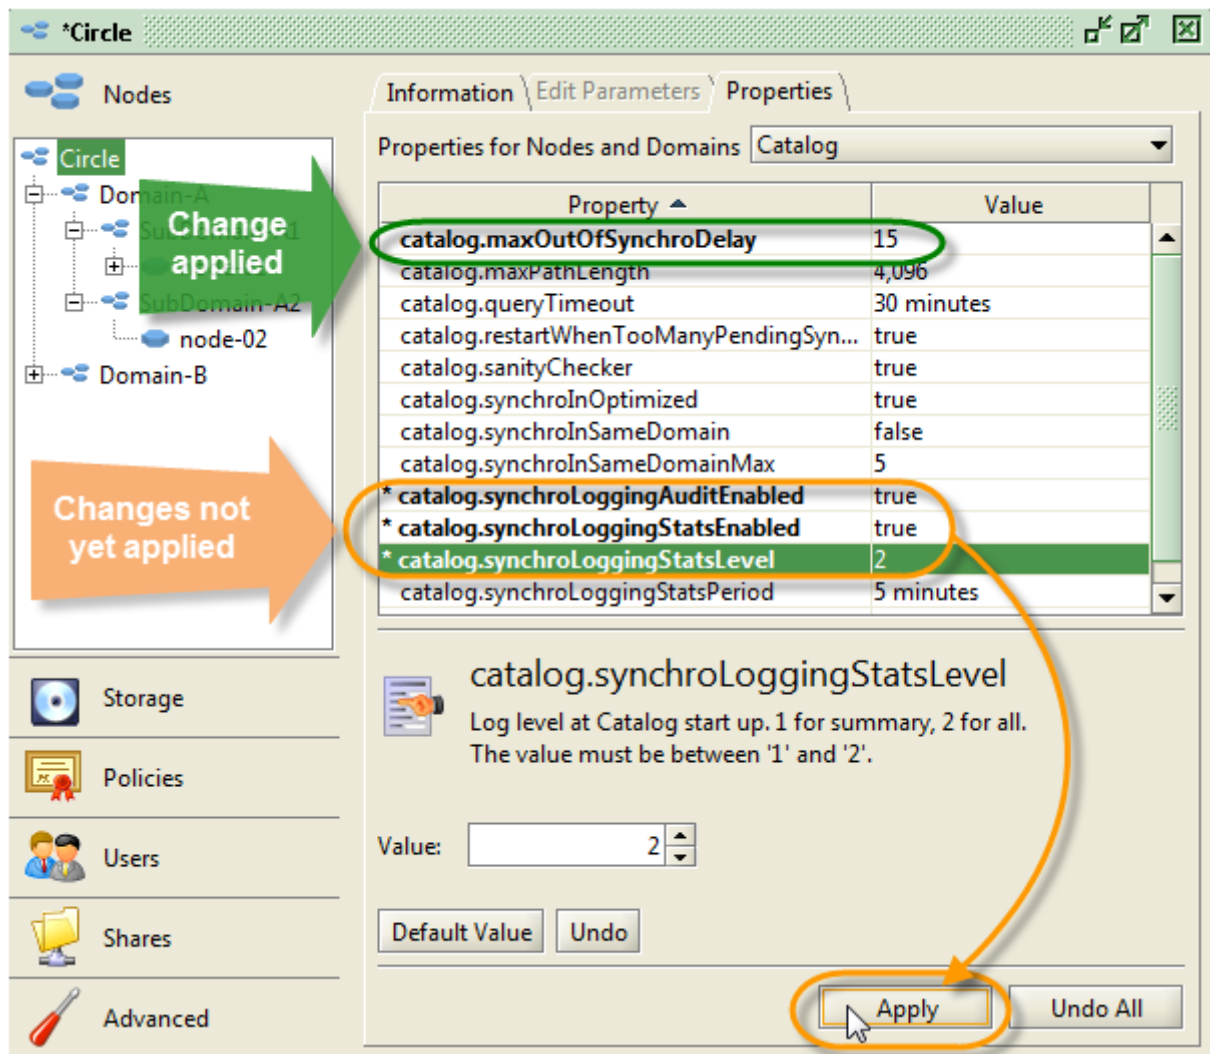 *Circle
Nodes
Circle
Domain-A
SubDomain-A2
node-02
Domain-B
Change
applied
Changes not
yet applied
Storage
Policies
Users
Shares
Advanced
Information
Edit Parameters
Properties
Properties for Nodes and Domains Catalog
Property Value
catalog.maxOutOfSynchroDelay 15
catalog.maxPathLength 4,096
catalog.queryTimeout 30 minutes
catalog.restartWhenTooManyPendingSyn... true
catalog.sanityChecker true
catalog.synchroInOptimized true
catalog.synchroInSameDomain false
catalog.synchroInSameDomainMax 5
* catalog.synchroLoggingAuditEnabled true
* catalog.synchroLoggingStatsEnabled true
* catalog.synchroLoggingStatsLevel 2
catalog.synchroLoggingStatsPeriod 5 minutes
catalog.synchroLoggingStatsLevel
Log level at Catalog start up. 1 for summary, 2 for all.
The value must be between '1' and '2'.
Value: 2
Default Value Undo
Apply Undo All